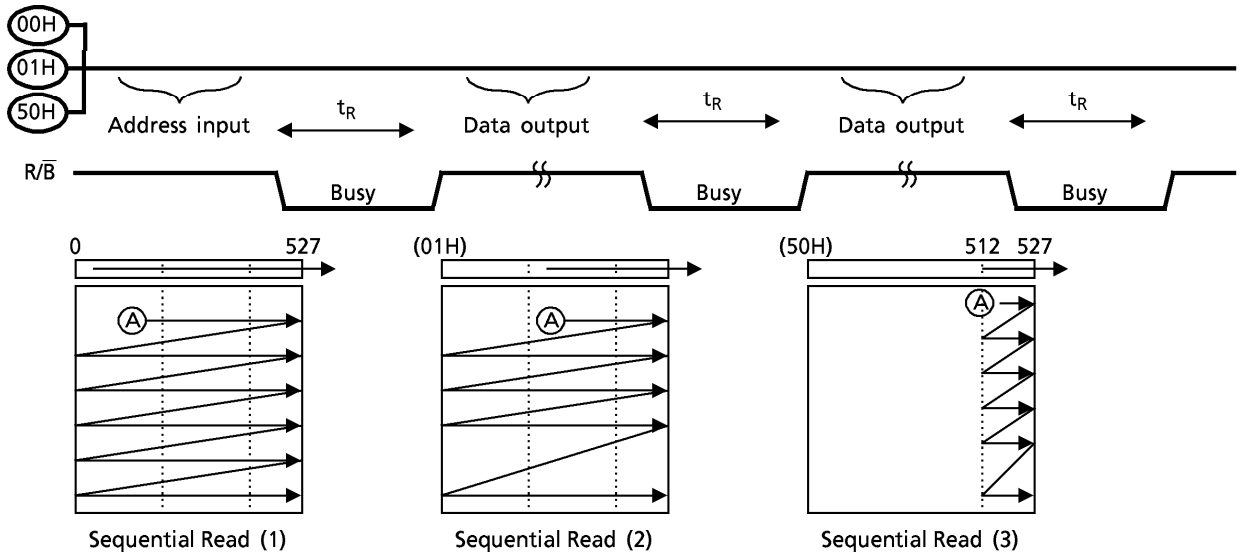 00H
01H
50H
Address input
tR
Data output
tR
Data output
tR
R/B̅
Busy
Busy
Busy
0 527
(01H)
(50H) 512 527
A
A
A
Sequential Read (1)
Sequential Read (2)
Sequential Read (3)